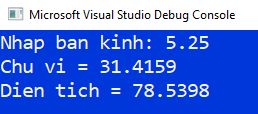 Microsoft Visual Studio Debug Console
Nhap ban kinh: 5.25
Chu vi = 31.4159
Dien tich = 78.5398